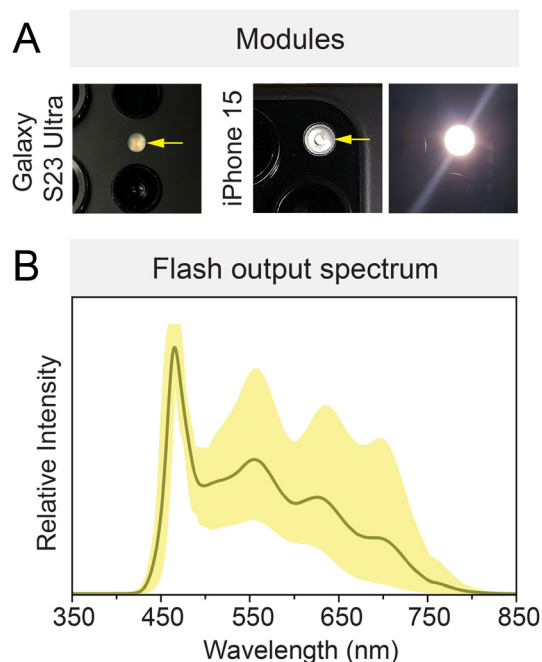 A
Modules
Galaxy
S23 Ultra
iPhone 15
B
Flash output spectrum
Relative Intensity
350 450 550 650 750 850
Wavelength (nm)